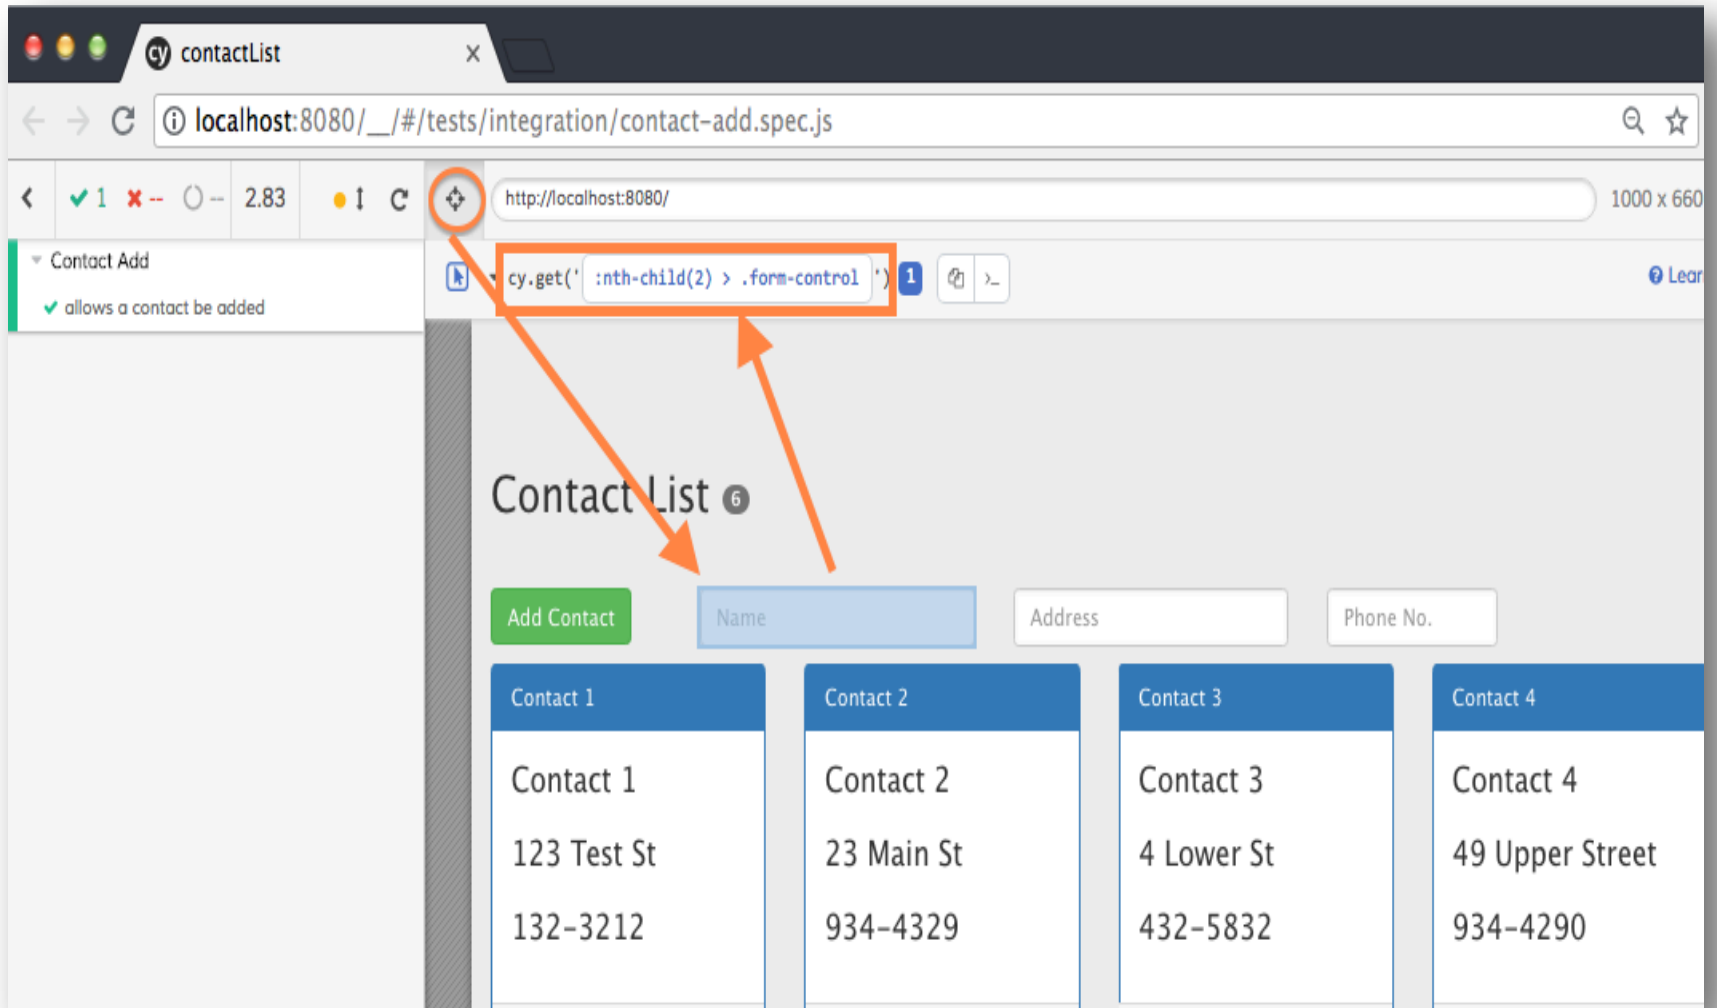 cy contactList
localhost:8080/__/#/tests/integration/contact-add.spec.js
1 -- -- 2.83
http://localhost:8080/
1000 x 660
Contact Add
allows a contact be added
cy.get(' :nth-child(2) > .form-control ') 1 >_
Contact List 6
Add Contact Name Address Phone No.
Contact 1 Contact 2 Contact 3 Contact 4
Contact 1 Contact 2 Contact 3 Contact 4
123 Test St 23 Main St 4 Lower St 49 Upper Street
132-3212 934-4329 432-5832 934-4290